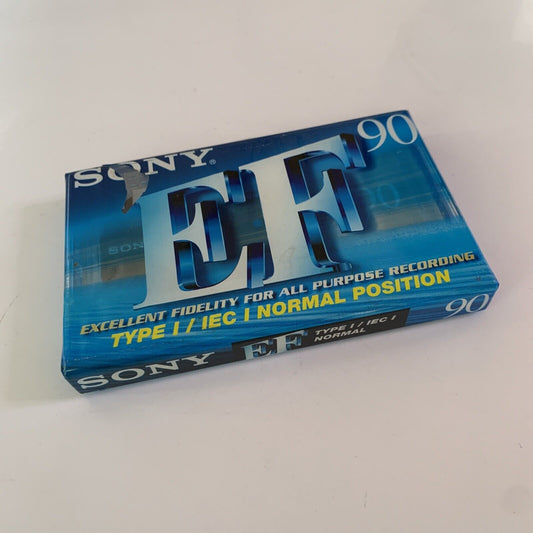 SONY®
90
EF
SONY
EXCELLENT FIDELITY FOR ALL PURPOSE RECORDING
TYPE I / IEC I NORMAL POSITION
SONY EF TYPE I / IEC I
NORMAL
90